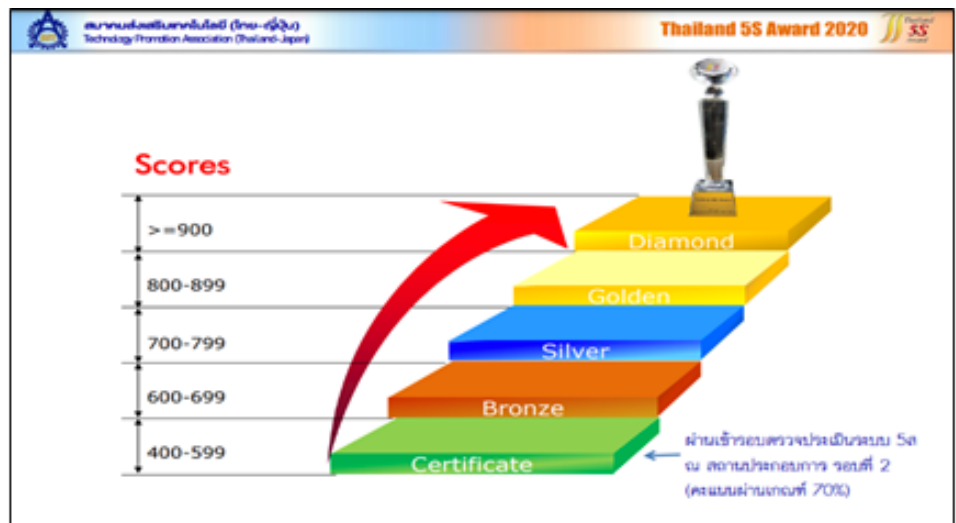 สมาคมส่งเสริมเทคโนโลยี (ไทย-ญี่ปุ่น)
Technology Promotion Association (Thailand-Japan)
Thailand 5S Award 2020
Thailand
5S
Award
Scores
>=900
Diamond
800-899
Golden
700-799
Silver
600-699
Bronze
400-599
Certificate
ผ่านเข้ารอบตรวจประเมินระบบ 5ส
ณ สถานประกอบการ รอบที่ 2
(คะแนนผ่านเกณฑ์ 70%)